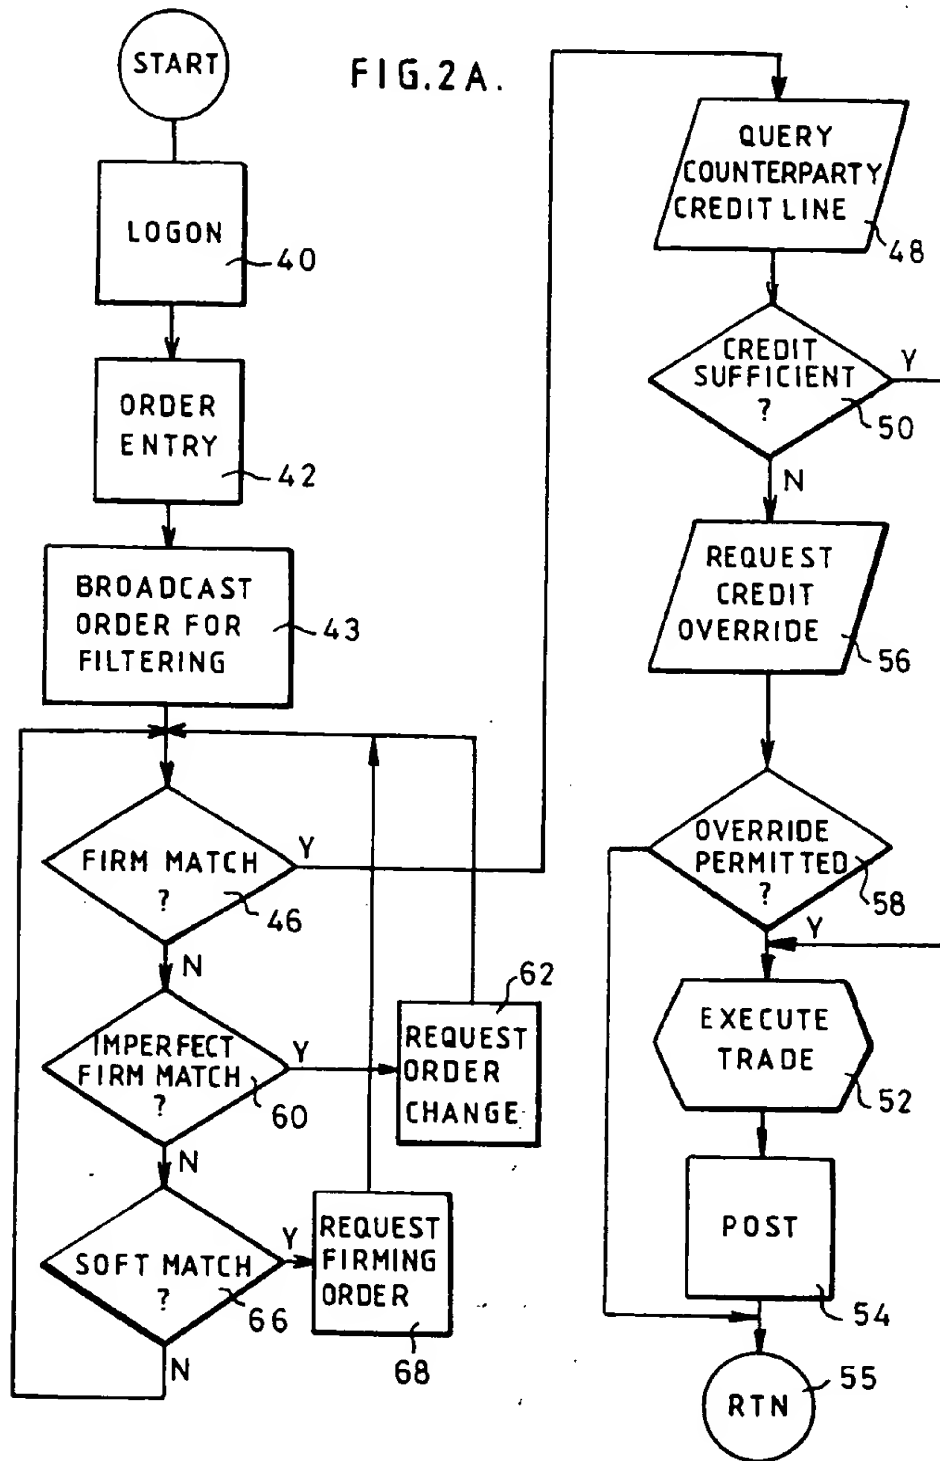 FIG.2A.
START
LOGON
40
ORDER
ENTRY
42
BROADCAST
ORDER FOR
FILTERING
43
FIRM MATCH
?
46
Y
N
IMPERFECT
FIRM MATCH
?
60
Y
N
62
REQUEST
ORDER
CHANGE
SOFT MATCH
?
66
Y
N
REQUEST
FIRMING
ORDER
68
QUERY
COUNTERPARTY
CREDIT LINE
48
CREDIT
SUFFICIENT
?
50
Y
N
REQUEST
CREDIT
OVERRIDE
56
OVERRIDE
PERMITTED
?
58
Y
EXECUTE
TRADE
52
POST
54
RTN
55